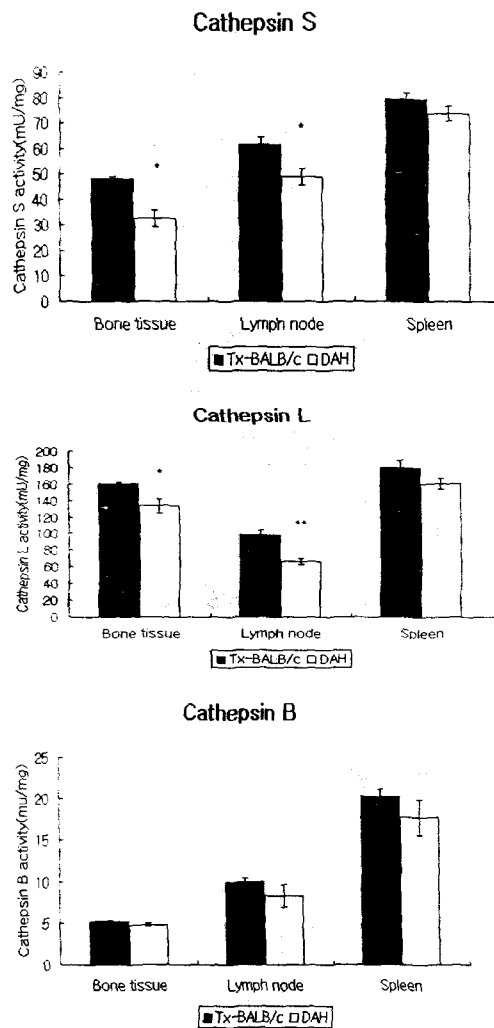 Cathepsin S
Cathepsin S activity(mU/mg)
90
80
70
60
50
40
30
20
10
0
*
*
Bone tissue Lymph node Spleen
■Tx-BALB/c □DAH
Cathepsin L
Cathepsin L activity(mU/mg)
200
180
160
140
120
100
80
60
40
20
0
*
**
Bone tissue Lymph node Spleen
■Tx-BALB/c □DAH
Cathepsin B
Cathepsin B activity(mu/mg)
25
20
15
10
5
0
Bone tissue Lymph node Spleen
■Tx-BALB/c □DAH